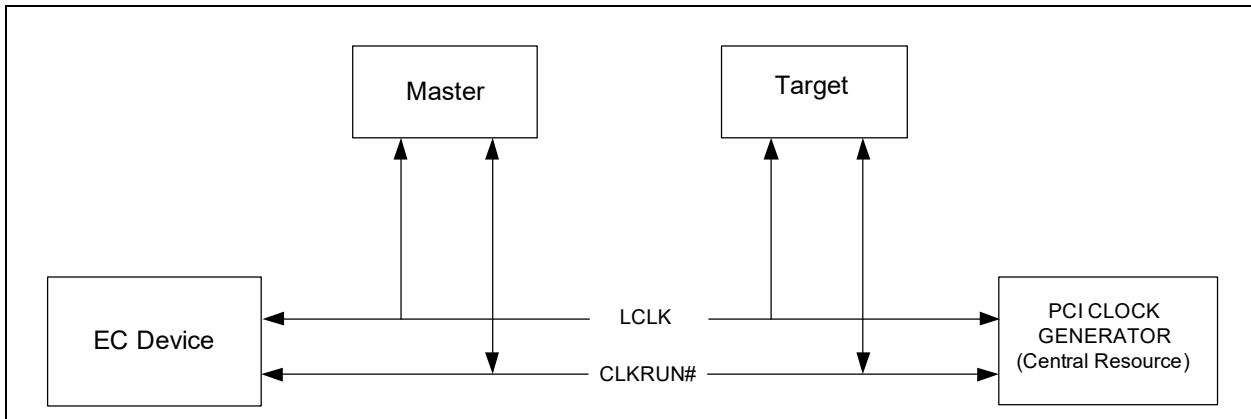 Master
Target
EC Device
LCLK
CLKRUN#
PCI CLOCK
GENERATOR
(Central Resource)